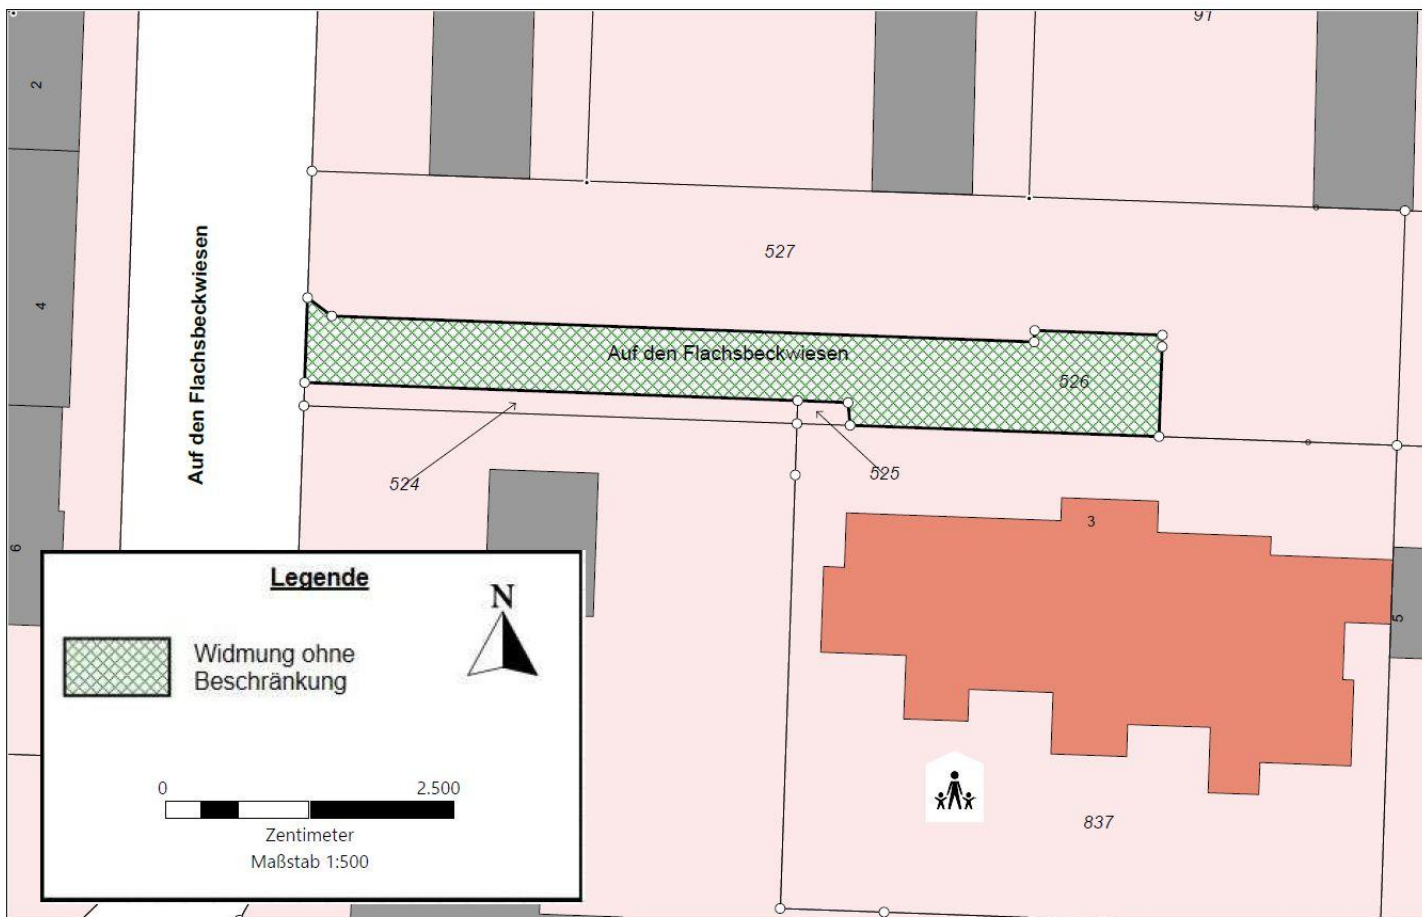 91
2
527
4
Auf den Flachsbeckwiesen
Auf den Flachsbeckwiesen
526
524
525
3
6
5
Legende
N
Widmung ohne
Beschränkung
0 2.500
Zentimeter
Maßstab 1:500
837